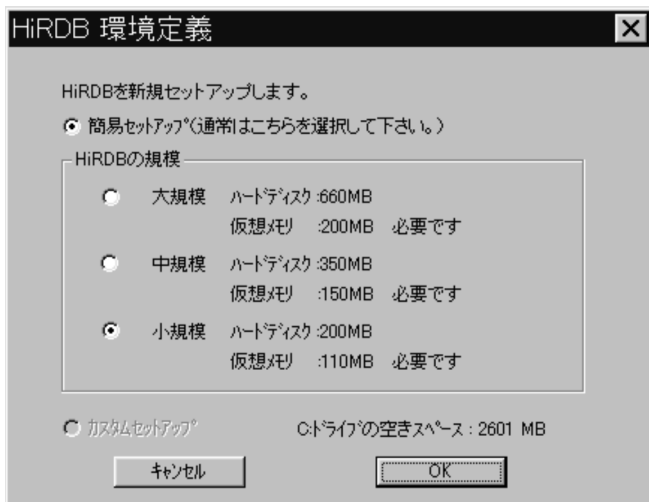 HiRDB 環境定義
HiRDBを新規セットアップします。
簡易ｾｯﾄｱｯﾌﾟ(通常はこちらを選択して下さい。)
HiRDBの規模
大規模 ﾊｰﾄﾞﾃﾞｨｽｸ:660MB
仮想ﾒﾓﾘ :200MB 必要です
中規模 ﾊｰﾄﾞﾃﾞｨｽｸ:350MB
仮想ﾒﾓﾘ :150MB 必要です
小規模 ﾊｰﾄﾞﾃﾞｨｽｸ:200MB
仮想ﾒﾓﾘ :110MB 必要です
ｶｽﾀﾑｾｯﾄｱｯﾌﾟ C:ﾄﾞﾗｲﾌﾞの空きｽﾍﾟｰｽ : 2601 MB
ｷｬﾝｾﾙ OK